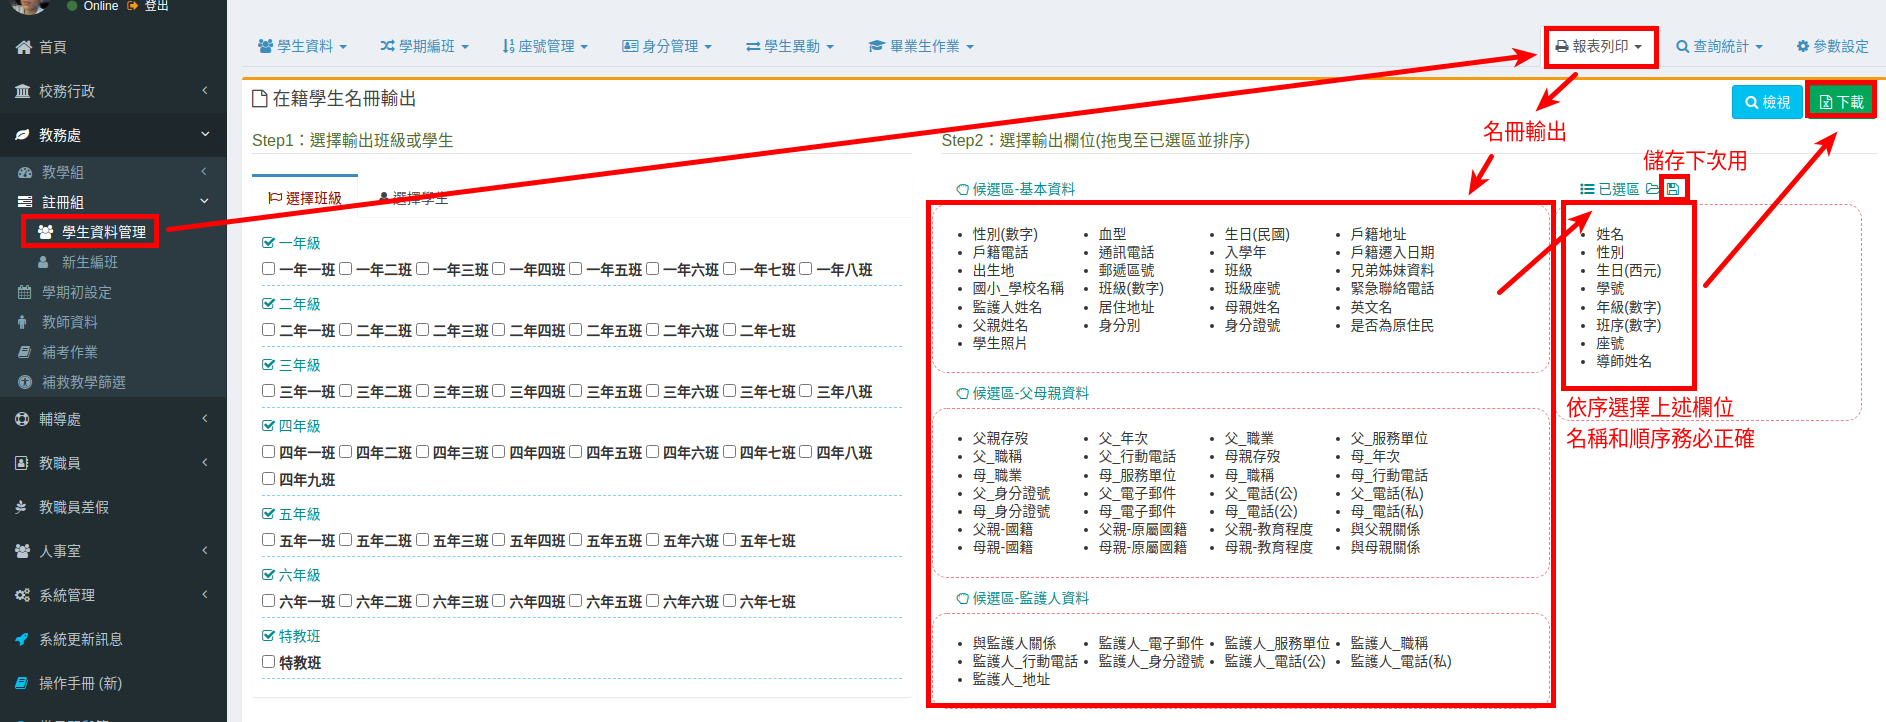 Online 登出
首頁
校務行政
教務處
教學組
註冊組
學生資料管理
新生編班
學期初設定
教師資料
補考作業
補救教學篩選
輔導處
教職員
教職員差假
人事室
系統管理
系統更新訊息
操作手冊 (新)
學生資料 學期編班 座號管理 身分管理 學生異動 畢業生作業 報表列印 查詢統計 參數設定
在籍學生名冊輸出
檢視 下載
名冊輸出
Step1：選擇輸出班級或學生
選擇班級 選擇學生
一年級
一年一班 一年二班 一年三班 一年四班 一年五班 一年六班 一年七班 一年八班
二年級
二年一班 二年二班 二年三班 二年四班 二年五班 二年六班 二年七班
三年級
三年一班 三年二班 三年三班 三年四班 三年五班 三年六班 三年七班 三年八班
四年級
四年一班 四年二班 四年三班 四年四班 四年五班 四年六班 四年七班 四年八班
四年九班
五年級
五年一班 五年二班 五年三班 五年四班 五年五班 五年六班 五年七班
六年級
六年一班 六年二班 六年三班 六年四班 六年五班 六年六班 六年七班
特教班
特教班
Step2：選擇輸出欄位(拖曳至已選區並排序)
候選區-基本資料
性別(數字) 血型 生日(民國) 戶籍地址
戶籍電話 通訊電話 入學年 戶籍遷入日期
出生地 郵遞區號 班級 兄弟姊妹資料
國小_學校名稱 班級(數字) 班級座號 緊急聯絡電話
監護人姓名 居住地址 母親姓名 英文名
父親姓名 身分別 身分證號 是否為原住民
學生照片
候選區-父母親資料
父親存歿 父_年次 父_職業 父_服務單位
父_職稱 父_行動電話 母親存歿 母_年次
母_職業 母_服務單位 母_職稱 母_行動電話
父_身分證號 父_電子郵件 父_電話(公) 父_電話(私)
母_身分證號 母_電子郵件 母_電話(公) 母_電話(私)
父親-國籍 父親-原屬國籍 父親-教育程度 與父親關係
母親-國籍 母親-原屬國籍 母親-教育程度 與母親關係
候選區-監護人資料
與監護人關係 監護人_電子郵件 監護人_服務單位 監護人_職稱
監護人_行動電話 監護人_身分證號 監護人_電話(公) 監護人_電話(私)
監護人_地址
儲存下次用
已選區
姓名
性別
生日(西元)
學號
年級(數字)
班序(數字)
座號
導師姓名
依序選擇上述欄位
名稱和順序務必正確